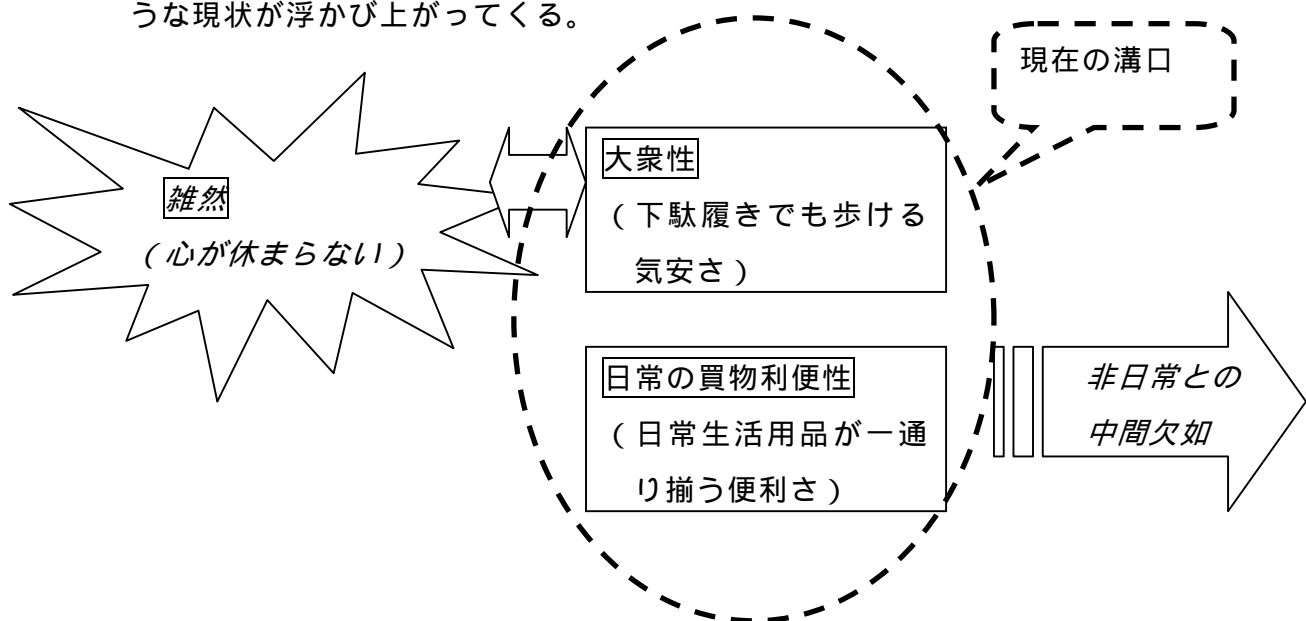 うな現状が浮かび上がってくる。
現在の溝口
雑然
（心が休まらない）
大衆性
（下駄履きでも歩ける
気安さ）
日常の買物利便性
（日常生活用品が一通
り揃う便利さ）
非日常との
中間欠如